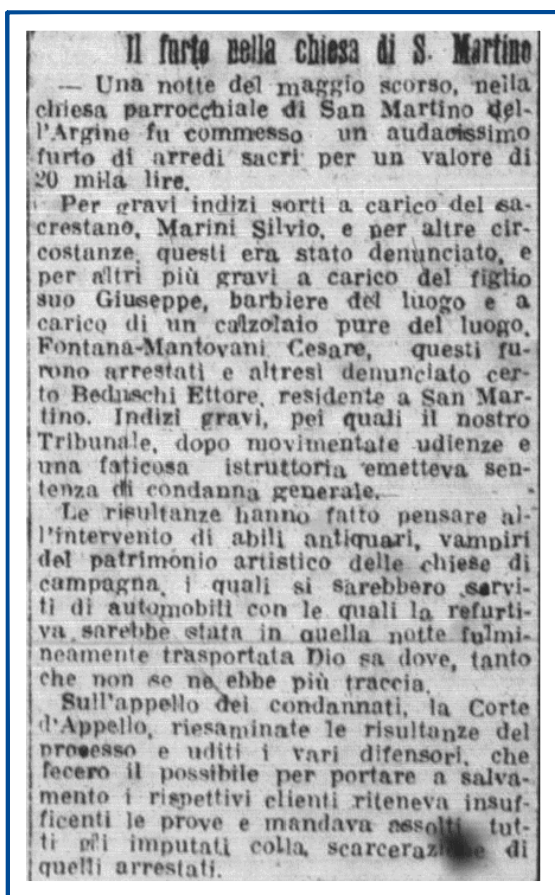 Il furto nella chiesa di S. Martino
— Una notte del maggio scorso, nella
chiesa parrocchiale di San Martino del-
l'Argine fu commesso un audacissimo
furto di arredi sacri per un valore di
20 mila lire.
Per gravi indizi sorti a carico del sa-
crestano, Marini Silvio, e per altre cir-
costanze, questi era stato denunciato, e
per altri più gravi a carico del figlio
suo Giuseppe, barbiere del luogo e a
carico di un calzolaio pure del luogo,
Fontana-Mantovani Cesare, questi fu-
rono arrestati e altresì denunciato cer-
to Beduschi Ettore, residente a San Mar-
tino. Indizi gravi, pei quali il nostro
Tribunale, dopo movimentate udienze e
una faticosa istruttoria emetteva sen-
tenza di condanna generale.
Le risultanze hanno fatto pensare al-
l'intervento di abili antiquari, vampiri
del patrimonio artistico delle chiese di
campagna, i quali si sarebbero servi-
ti di automobili con le quali la refurti-
va sarebbe stata in quella notte fulmi-
neamente trasportata Dio sa dove, tanto
che non se ne ebbe più traccia.
Sull'appello dei condannati, la Corte
d'Appello, riesaminate le risultanze del
processo e uditi i vari difensori, che
fecero il possibile per portare a salva-
mento i rispettivi clienti riteneva insuf-
ficenti le prove e mandava assolti tut-
ti gli imputati colla scarcerazione di
quelli arrestati.